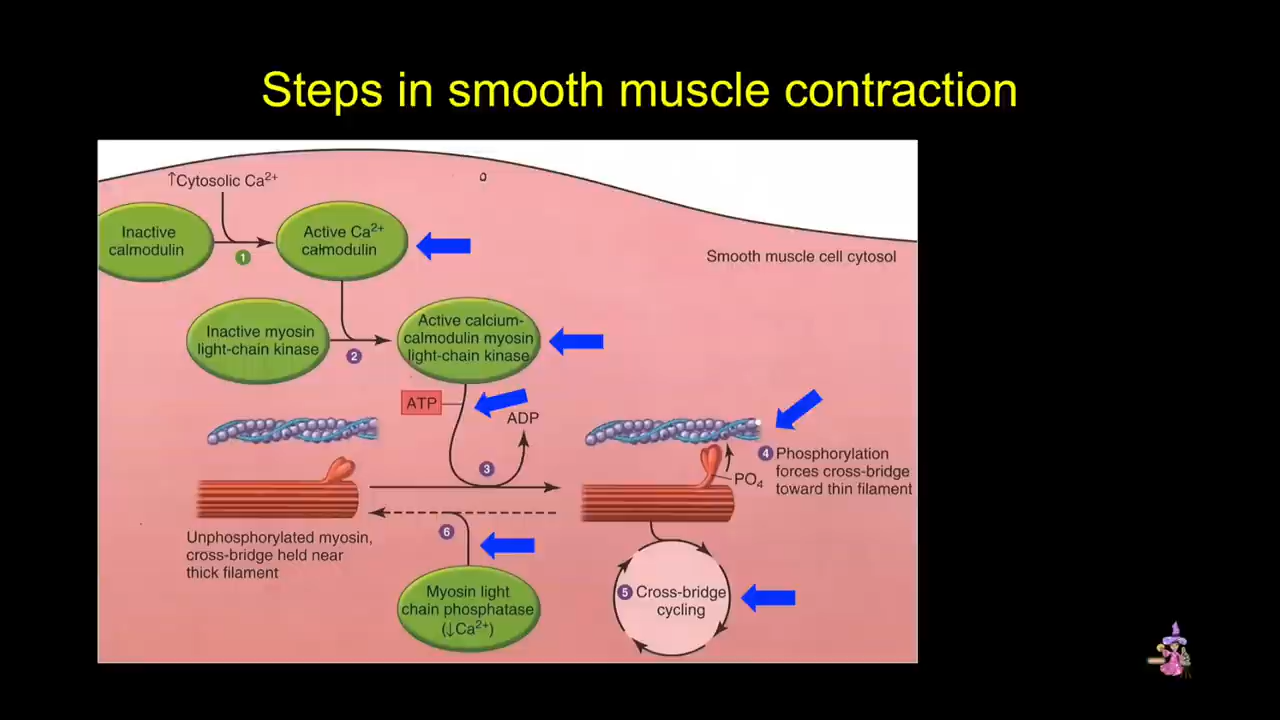 Steps in smooth muscle contraction
↑Cytosolic Ca²⁺
Inactive
calmodulin
1
Active Ca²⁺
calmodulin
Smooth muscle cell cytosol
Inactive myosin
light-chain kinase
2
Active calcium-
calmodulin myosin
light-chain kinase
ATP
ADP
3
4 Phosphorylation
forces cross-bridge
toward thin filament
PO₄
Unphosphorylated myosin,
cross-bridge held near
thick filament
6
Myosin light
chain phosphatase
(↓Ca²⁺)
5 Cross-bridge
cycling